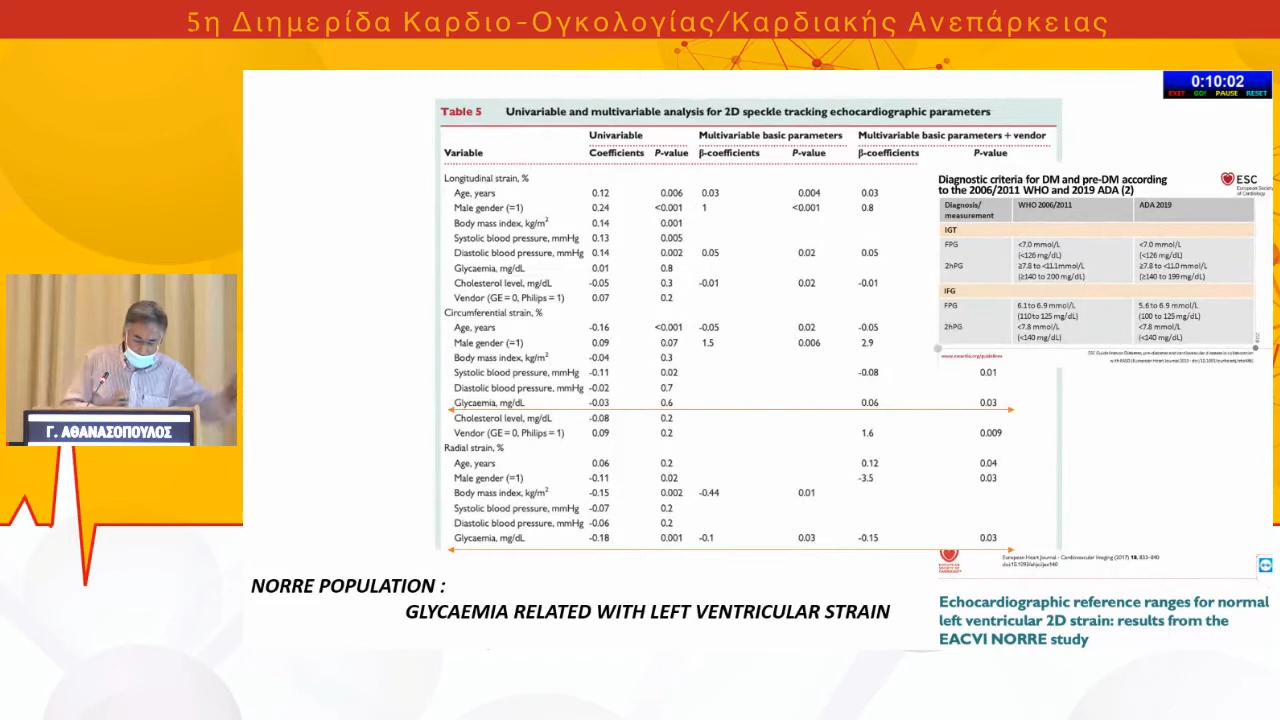 5η Διημερίδα Καρδιο-Ογκολογίας/Καρδιακής Ανεπάρκειας
0:10:02
EXIT GO! PAUSE RESET
Table 5 Univariable and multivariable analysis for 2D speckle tracking echocardiographic parameters
Univariable Multivariable basic parameters Multivariable basic parameters + vendor
Variable Coefficients P-value β-coefficients P-value β-coefficients P-value
Longitudinal strain, %
Age, years 0.12 0.006 0.03 0.004 0.03
Male gender (=1) 0.24 <0.001 1 <0.001 0.8
Body mass index, kg/m² 0.14 0.001
Systolic blood pressure, mmHg 0.13 0.005
Diastolic blood pressure, mmHg 0.14 0.002 0.05 0.02 0.05
Glycaemia, mg/dL 0.01 0.8
Cholesterol level, mg/dL -0.05 0.3 -0.01 0.02 -0.01
Vendor (GE = 0, Philips = 1) 0.07 0.2
Circumferential strain, %
Age, years -0.16 <0.001 -0.05 0.02 -0.05
Male gender (=1) 0.09 0.07 1.5 0.006 2.9
Body mass index, kg/m² -0.04 0.3
Systolic blood pressure, mmHg -0.11 0.02 -0.08 0.01
Diastolic blood pressure, mmHg -0.02 0.7
Glycaemia, mg/dL -0.03 0.6 0.06 0.03
Cholesterol level, mg/dL -0.08 0.2
Vendor (GE = 0, Philips = 1) 0.09 0.2 1.6 0.009
Radial strain, %
Age, years 0.06 0.2 0.12 0.04
Male gender (=1) -0.11 0.02 -3.5 0.03
Body mass index, kg/m² -0.15 0.002 -0.44 0.01
Systolic blood pressure, mmHg -0.07 0.2
Diastolic blood pressure, mmHg -0.06 0.2
Glycaemia, mg/dL -0.18 0.001 -0.1 0.03 -0.15 0.03
Diagnostic criteria for DM and pre-DM according
to the 2006/2011 WHO and 2019 ADA (2)
ESC
European Society
of Cardiology
Diagnosis/
measurement WHO 2006/2011 ADA 2019
IGT
FPG <7.0 mmol/L <7.0 mmol/L
(<126 mg/dL) (<126 mg/dL)
2hPG ≥7.8 to <11.1mmol/L ≥7.8 to <11.0 mmol/L
(≥140 to 200 mg/dL) (≥140 to 199 mg/dL)
IFG
FPG 6.1 to 6.9 mmol/L 5.6 to 6.9 mmol/L
(110to 125 mg/dL) (100 to 125 mg/dL)
2hPG <7.8 mmol/L <7.8 mmol/L
(<140 mg/dL) (<140 mg/dL)
www.escardio.org/guidelines
European Heart Journal - Cardiovascular Imaging (2017) 18, 833–840
Echocardiographic reference ranges for normal
left ventricular 2D strain: results from the
EACVI NORRE study
NORRE POPULATION :
GLYCAEMIA RELATED WITH LEFT VENTRICULAR STRAIN
Γ. ΑΘΑΝΑΣΟΠΟΥΛΟΣ